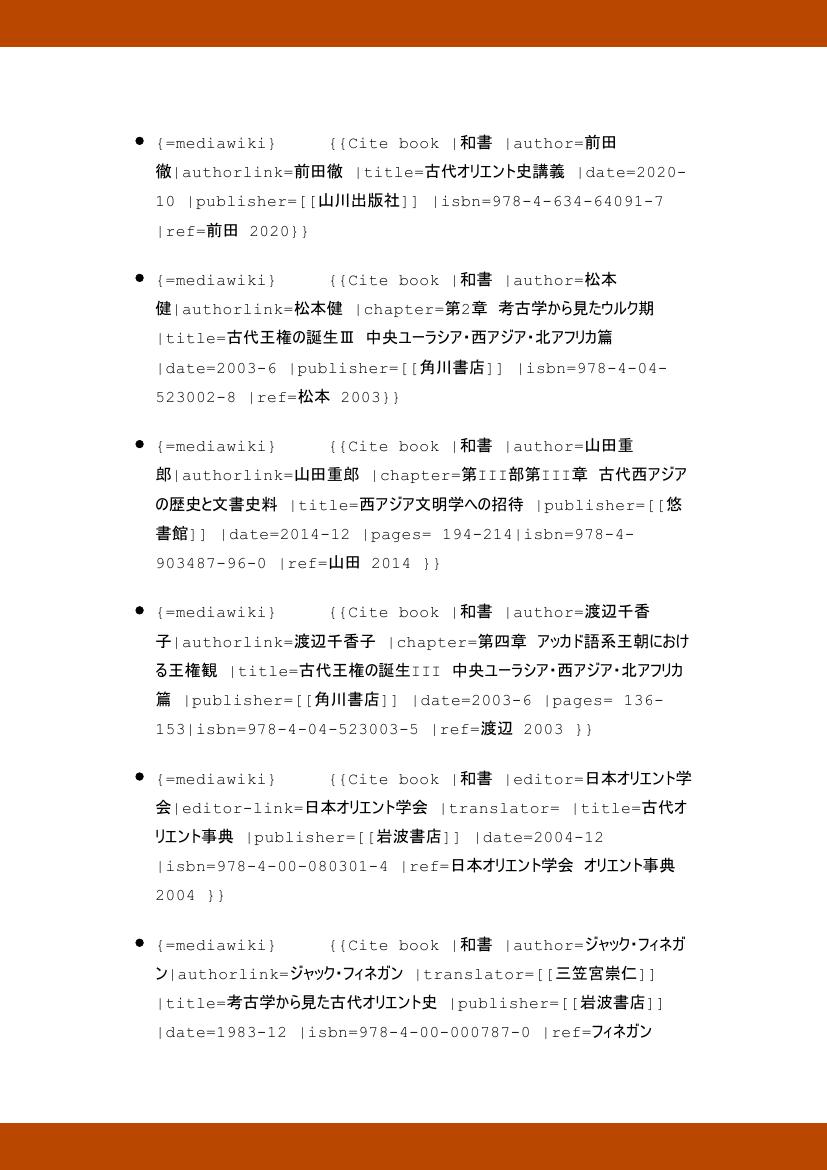 {=mediawiki} {{Cite book |和書 |author=前田
徹|authorlink=前田徹 |title=古代オリエント史講義 |date=2020-
10 |publisher=[[山川出版社]] |isbn=978-4-634-64091-7
|ref=前田 2020}}
{=mediawiki} {{Cite book |和書 |author=松本
健|authorlink=松本健 |chapter=第2章 考古学から見たウルク期
|title=古代王権の誕生Ⅲ 中央ユーラシア・西アジア・北アフリカ篇
|date=2003-6 |publisher=[[角川書店]] |isbn=978-4-04-
523002-8 |ref=松本 2003}}
{=mediawiki} {{Cite book |和書 |author=山田重
郎|authorlink=山田重郎 |chapter=第III部第III章 古代西アジア
の歴史と文書史料 |title=西アジア文明学への招待 |publisher=[[悠
書館]] |date=2014-12 |pages= 194-214|isbn=978-4-
903487-96-0 |ref=山田 2014 }}
{=mediawiki} {{Cite book |和書 |author=渡辺千香
子|authorlink=渡辺千香子 |chapter=第四章 アッカド語系王朝におけ
る王権観 |title=古代王権の誕生III 中央ユーラシア・西アジア・北アフリカ
篇 |publisher=[[角川書店]] |date=2003-6 |pages= 136-
153|isbn=978-4-04-523003-5 |ref=渡辺 2003 }}
{=mediawiki} {{Cite book |和書 |editor=日本オリエント学
会|editor-link=日本オリエント学会 |translator= |title=古代オ
リエント事典 |publisher=[[岩波書店]] |date=2004-12
|isbn=978-4-00-080301-4 |ref=日本オリエント学会 オリエント事典
2004 }}
{=mediawiki} {{Cite book |和書 |author=ジャック・フィネガ
ン|authorlink=ジャック・フィネガン |translator=[[三笠宮崇仁]]
|title=考古学から見た古代オリエント史 |publisher=[[岩波書店]]
|date=1983-12 |isbn=978-4-00-000787-0 |ref=フィネガン